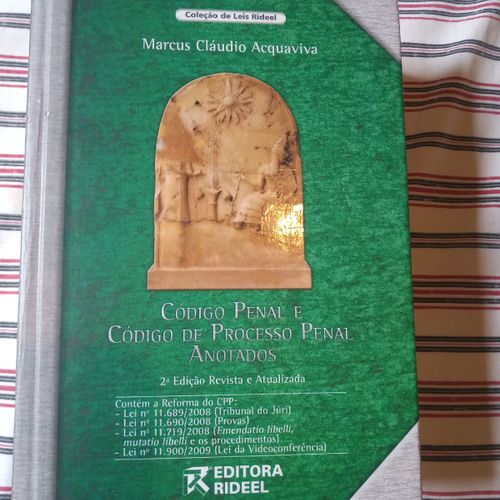 Coleção de Leis Rideel
Marcus Cláudio Acquaviva
CÓDIGO PENAL E
CÓDIGO DE PROCESSO PENAL
ANOTADOS
2ª Edição Revista e Atualizada
Contém a Reforma do CPP:
- Lei nº 11.689/2008 (Tribunal do Júri)
- Lei nº 11.690/2008 (Provas)
- Lei nº 11.719/2008 (Emendatio libelli,
mutatio libelli e os procedimentos)
- Lei nº 11.900/2009 (Lei da Videoconferência)
EDITORA
RIDEEL